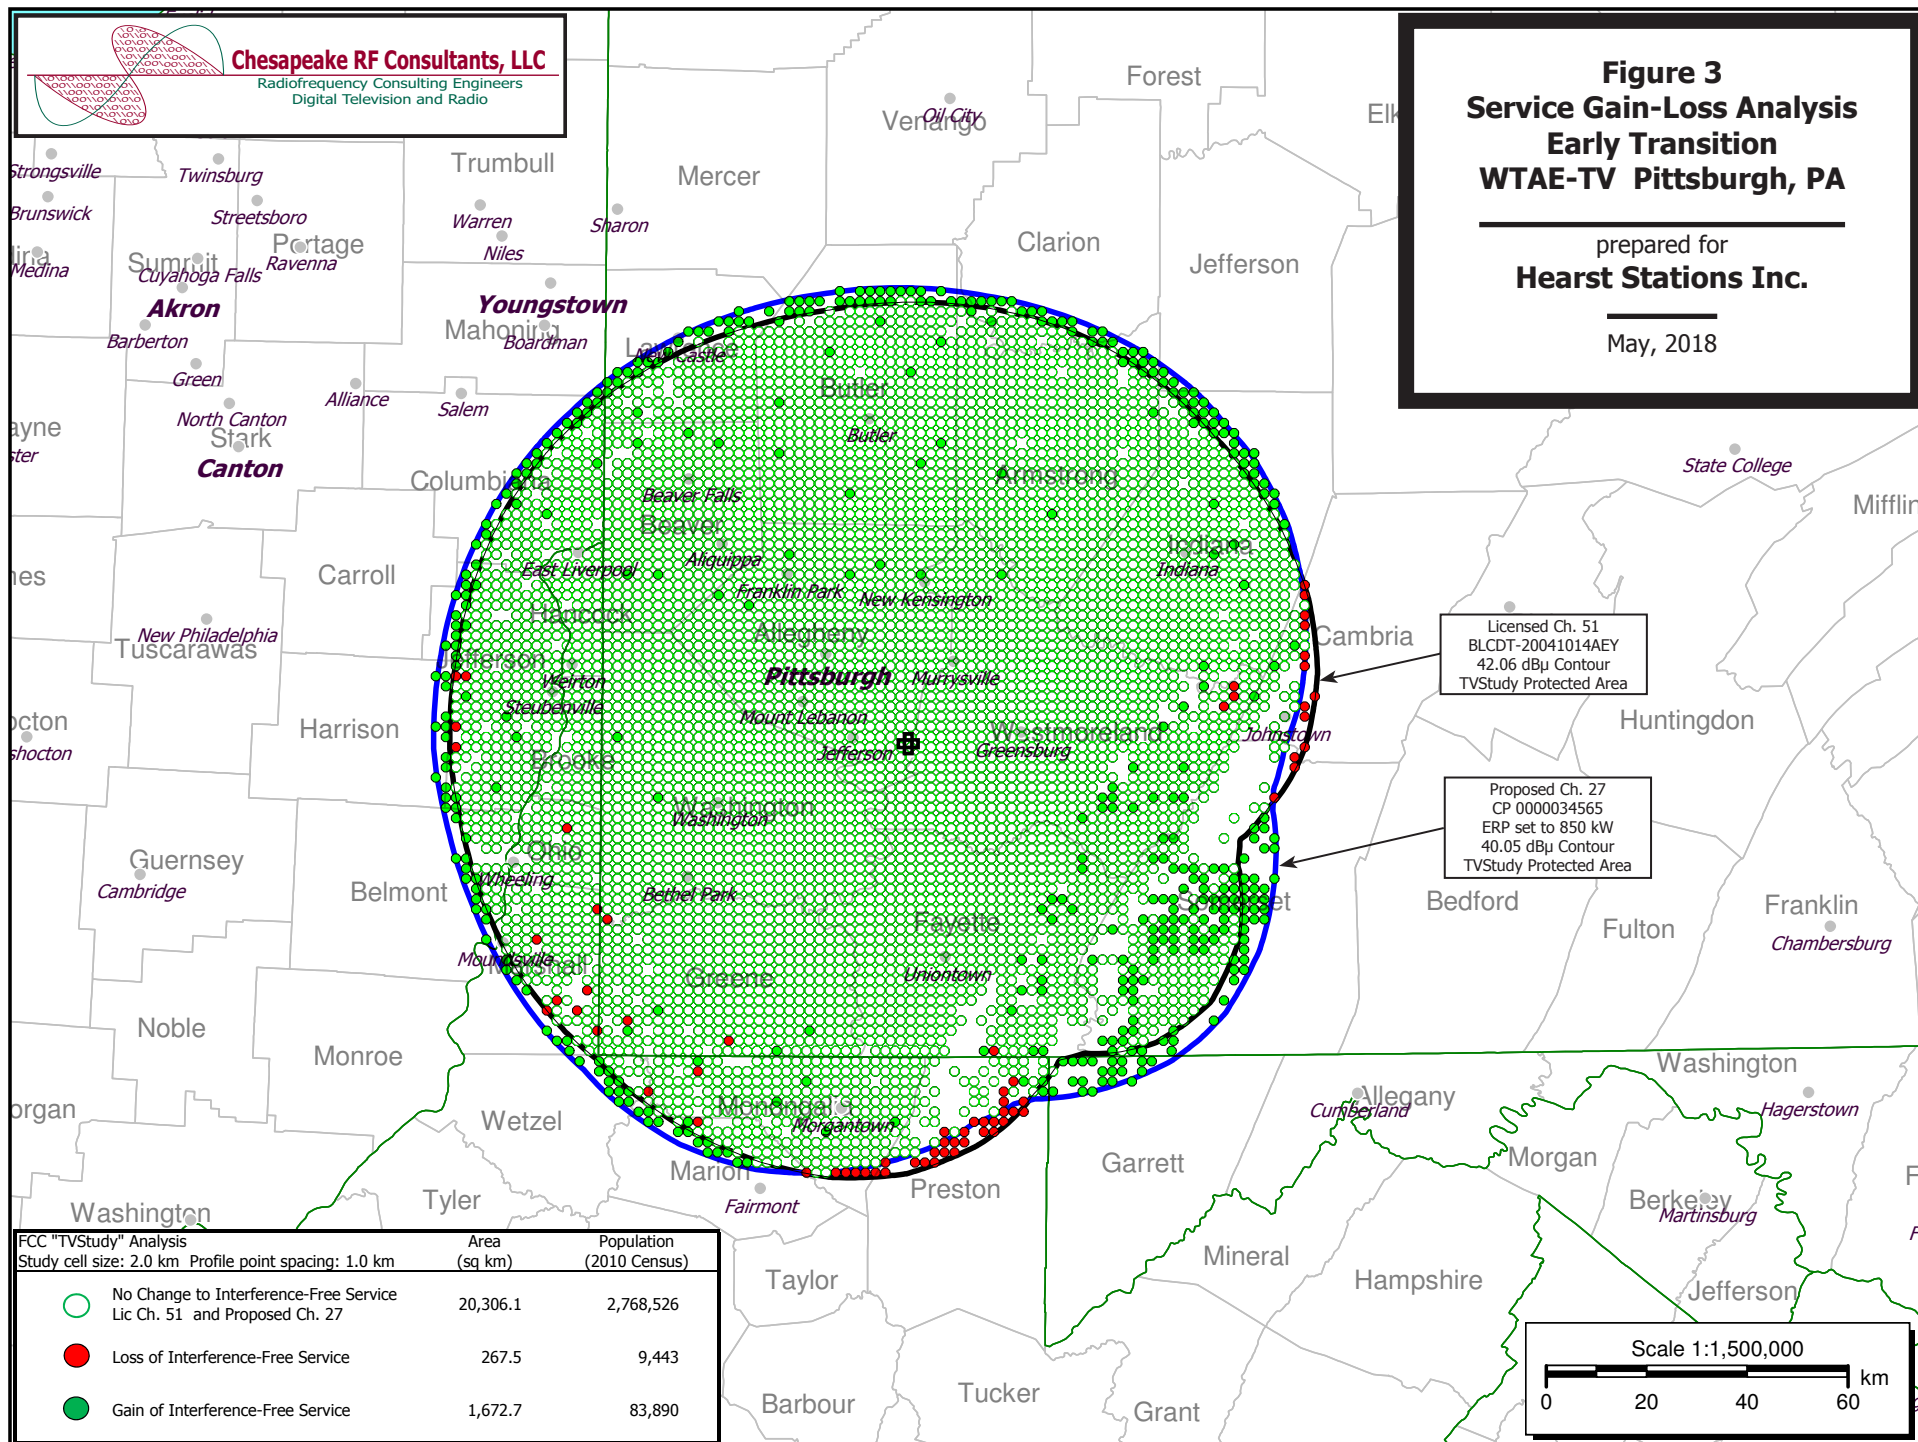 Chesapeake RF Consultants, LLC
Radiofrequency Consulting Engineers
Digital Television and Radio
Figure 3
Service Gain-Loss Analysis
Early Transition
WTAE-TV Pittsburgh, PA
prepared for
Hearst Stations Inc.
May, 2018
Forest
Venango
Oil City
Elk
Strongsville
Twinsburg
Trumbull
Mercer
Brunswick
Streetsboro
Warren
Sharon
Niles
Portage
Ravenna
Clarion
Jefferson
Medina
Summit
Cuyahoga Falls
Akron
Youngstown
Mahoning
Boardman
Barberton
Lawrence
New Castle
Green
Alliance
Salem
Butler
Butler
North Canton
Stark
Canton
ayne
ster
State College
Columbiana
Armstrong
Beaver Falls
Beaver
Mifflin
Indiana
Indiana
Aliquippa
East Liverpool
nes
Carroll
Franklin Park
New Kensington
Hancock
Allegheny
New Philadelphia
Tuscarawas
Cambria
Jefferson
Weirton
Pittsburgh
Murrysville
Steubenville
Mount Lebanon
Licensed Ch. 51
BLCDT-20041014AEY
42.06 dBµ Contour
TVStudy Protected Area
octon
shocton
Harrison
Huntingdon
Westmoreland
Greensburg
Johnstown
Jefferson
Brooke
Washington
Washington
Proposed Ch. 27
CP 0000034565
ERP set to 850 kW
40.05 dBµ Contour
TVStudy Protected Area
Guernsey
Cambridge
Belmont
Ohio
Wheeling
Bethel Park
Somerset
Bedford
Franklin
Chambersburg
Fulton
Fayette
Uniontown
Moundsville
Marshall
Greene
Noble
Monroe
Washington
organ
Wetzel
Monongalia
Morgantown
Allegany
Cumberland
Hagerstown
Marion
Fairmont
Preston
Garrett
Morgan
Berkeley
Martinsburg
Washington
Tyler
Taylor
Mineral
Hampshire
Jefferson
Barbour
Tucker
Grant
FCC "TVStudy" Analysis
Study cell size: 2.0 km Profile point spacing: 1.0 km
Area
(sq km)
Population
(2010 Census)
No Change to Interference-Free Service
Lic Ch. 51 and Proposed Ch. 27
20,306.1
2,768,526
Loss of Interference-Free Service
267.5
9,443
Gain of Interference-Free Service
1,672.7
83,890
Scale 1:1,500,000
km
0 20 40 60